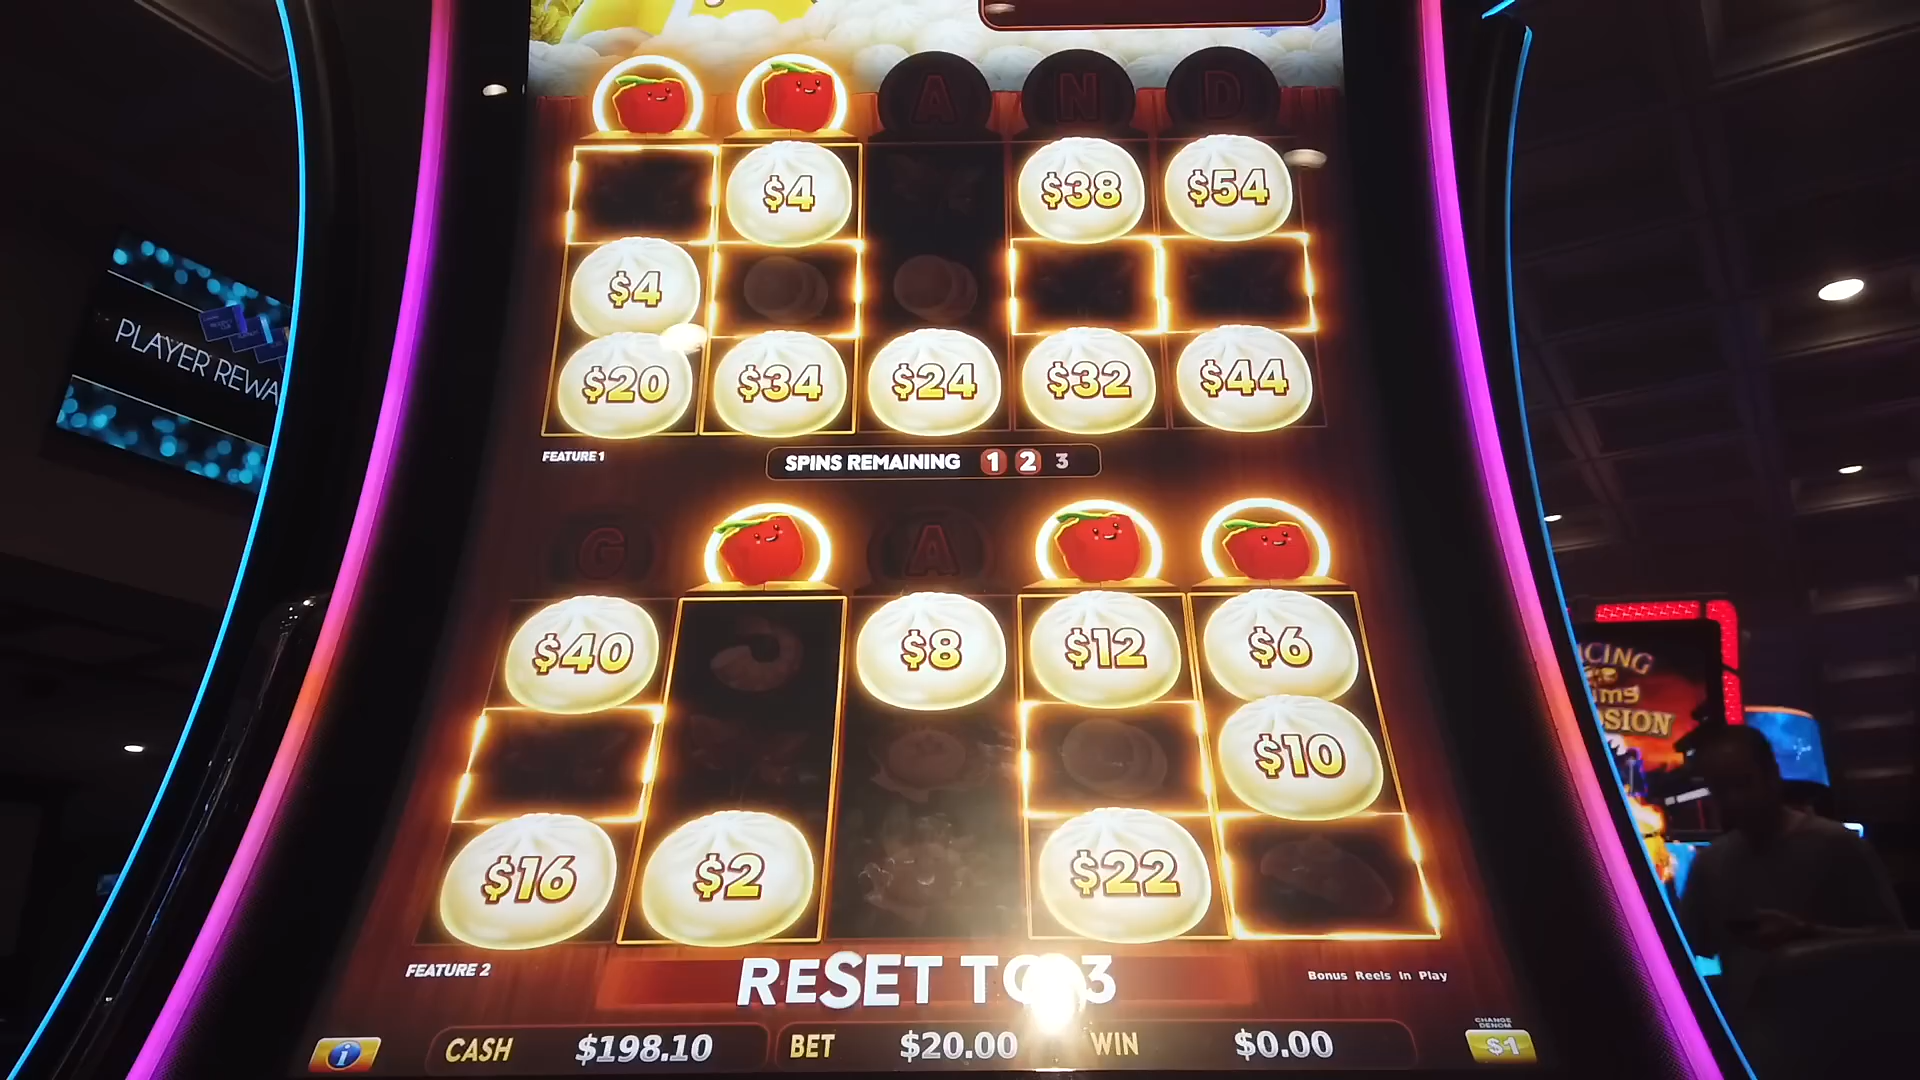 A N D
$4 $38 $54
$4
$20 $34 $24 $32 $44
FEATURE 1
SPINS REMAINING 1 2 3
G A
$40 $8 $12 $6
$10
$16 $2 $22
FEATURE 2
RESET TO 3
Bonus Reels In Play
CASH $198.10 BET $20.00 WIN $0.00
CHANGE
DENOM
$1
PLAYER REWA